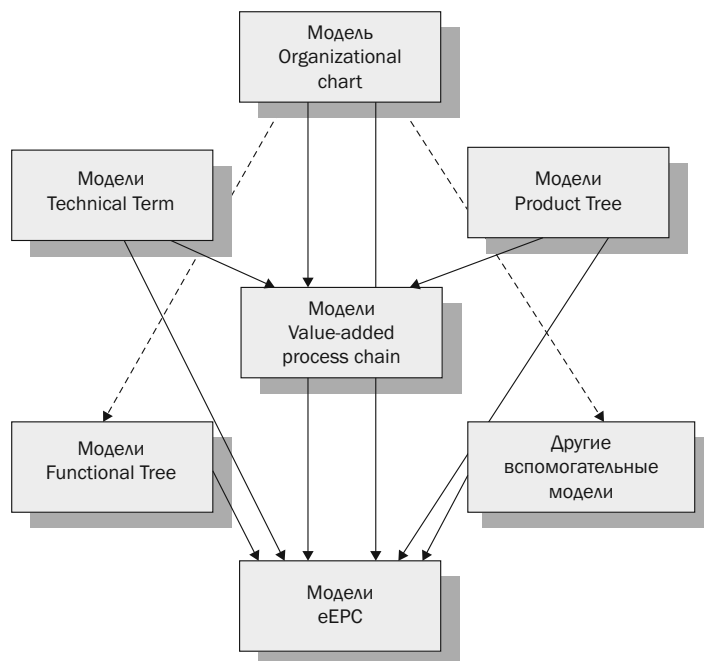 Модель
Organizational
chart
Модели
Technical Term
Модели
Product Tree
Модели
Value-added
process chain
Модели
Functional Tree
Другие
вспомогательные
модели
Модели
eEPC